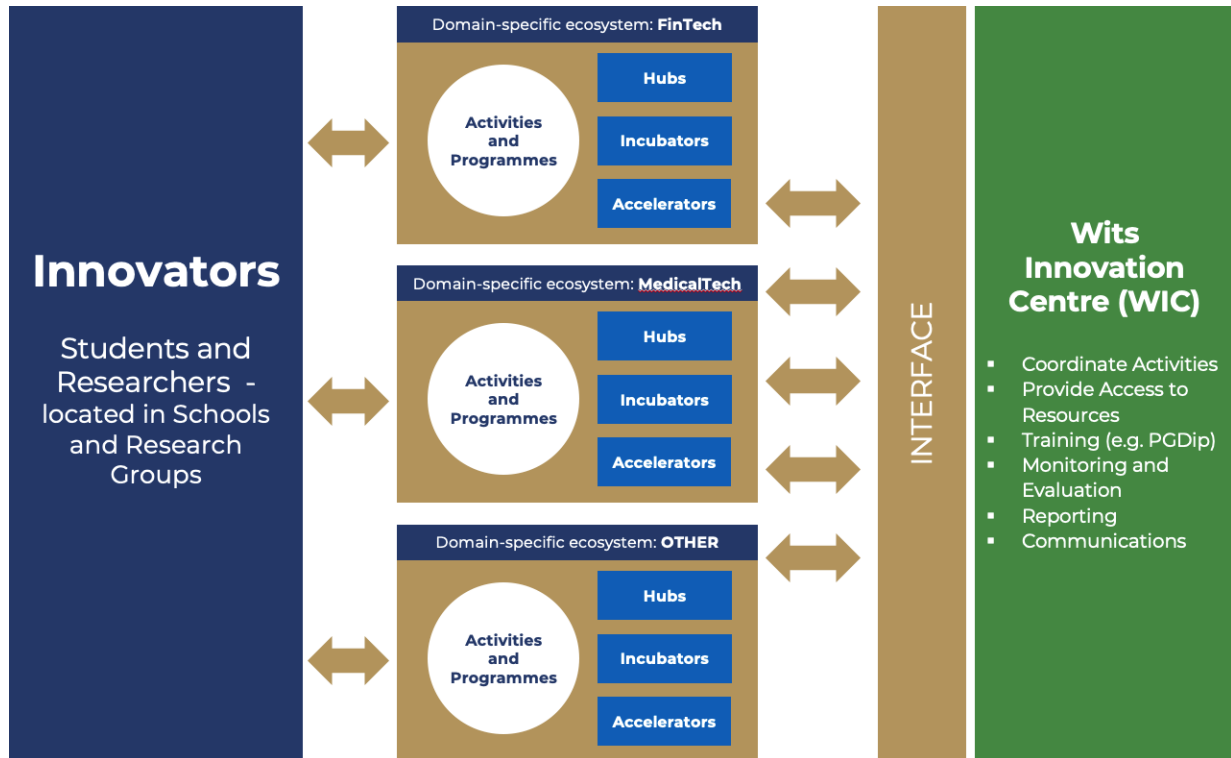 Innovators
Students and
Researchers -
located in Schools
and Research
Groups
Domain-specific ecosystem: FinTech
Activities
and
Programmes
Hubs
Incubators
Accelerators
Domain-specific ecosystem: MedicalTech
Activities
and
Programmes
Hubs
Incubators
Accelerators
Domain-specific ecosystem: OTHER
Activities
and
Programmes
Hubs
Incubators
Accelerators
INTERFACE
Wits
Innovation
Centre (WIC)
▪ Coordinate Activities
▪ Provide Access to
Resources
▪ Training (e.g. PGDip)
▪ Monitoring and
Evaluation
▪ Reporting
▪ Communications